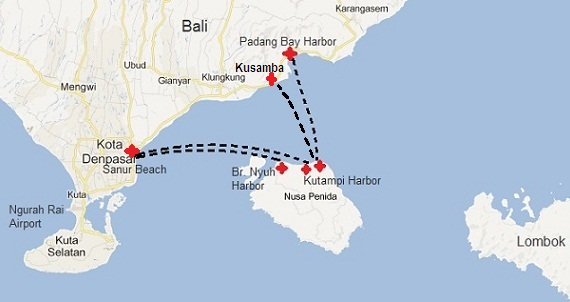 Karangasem
Bali
Padang Bay Harbor
Ubud
Kusamba
Klungkung
Gianyar
Mengwi
Kota
Denpasar
Sanur Beach
Br. Nyuh
Harbor
Kutampi Harbor
Kuta
Nusa Penida
Ngurah Rai
Airport
Kuta
Selatan
Lombok